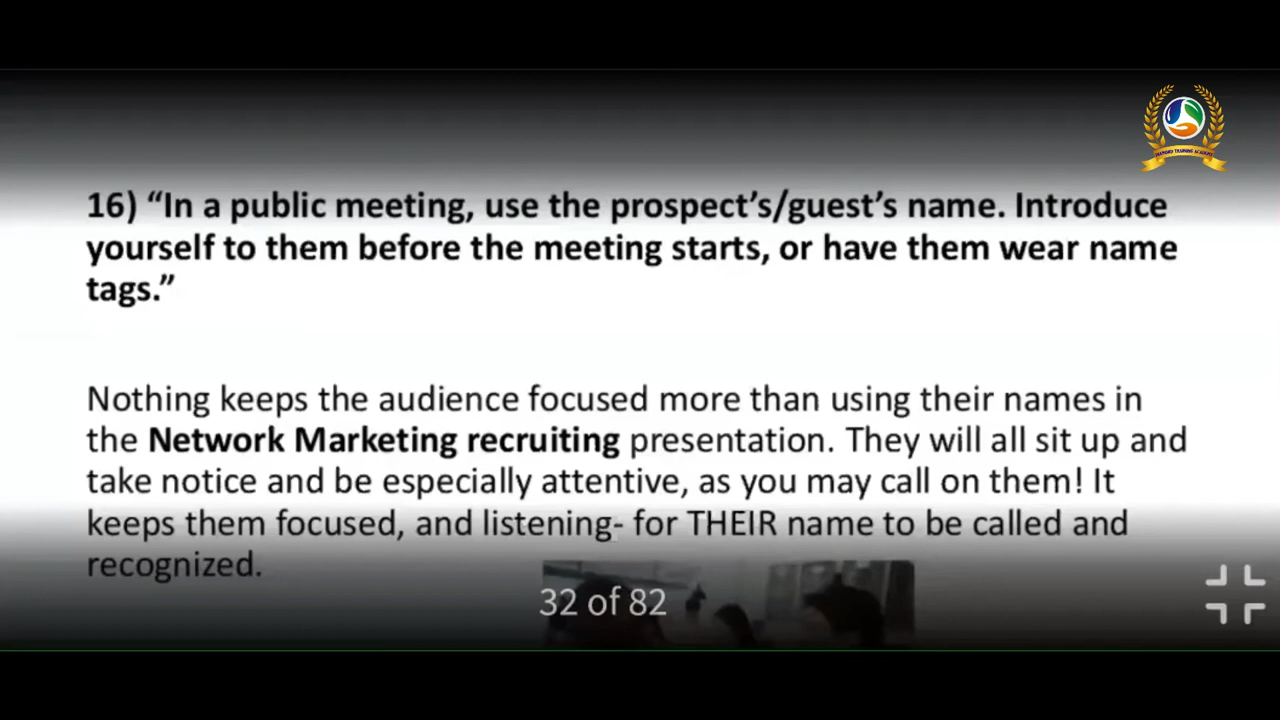 16) “In a public meeting, use the prospect’s/guest’s name. Introduce
yourself to them before the meeting starts, or have them wear name
tags.”
Nothing keeps the audience focused more than using their names in
the Network Marketing recruiting presentation. They will all sit up and
take notice and be especially attentive, as you may call on them! It
keeps them focused, and listening- for THEIR name to be called and
recognized.
32 of 82